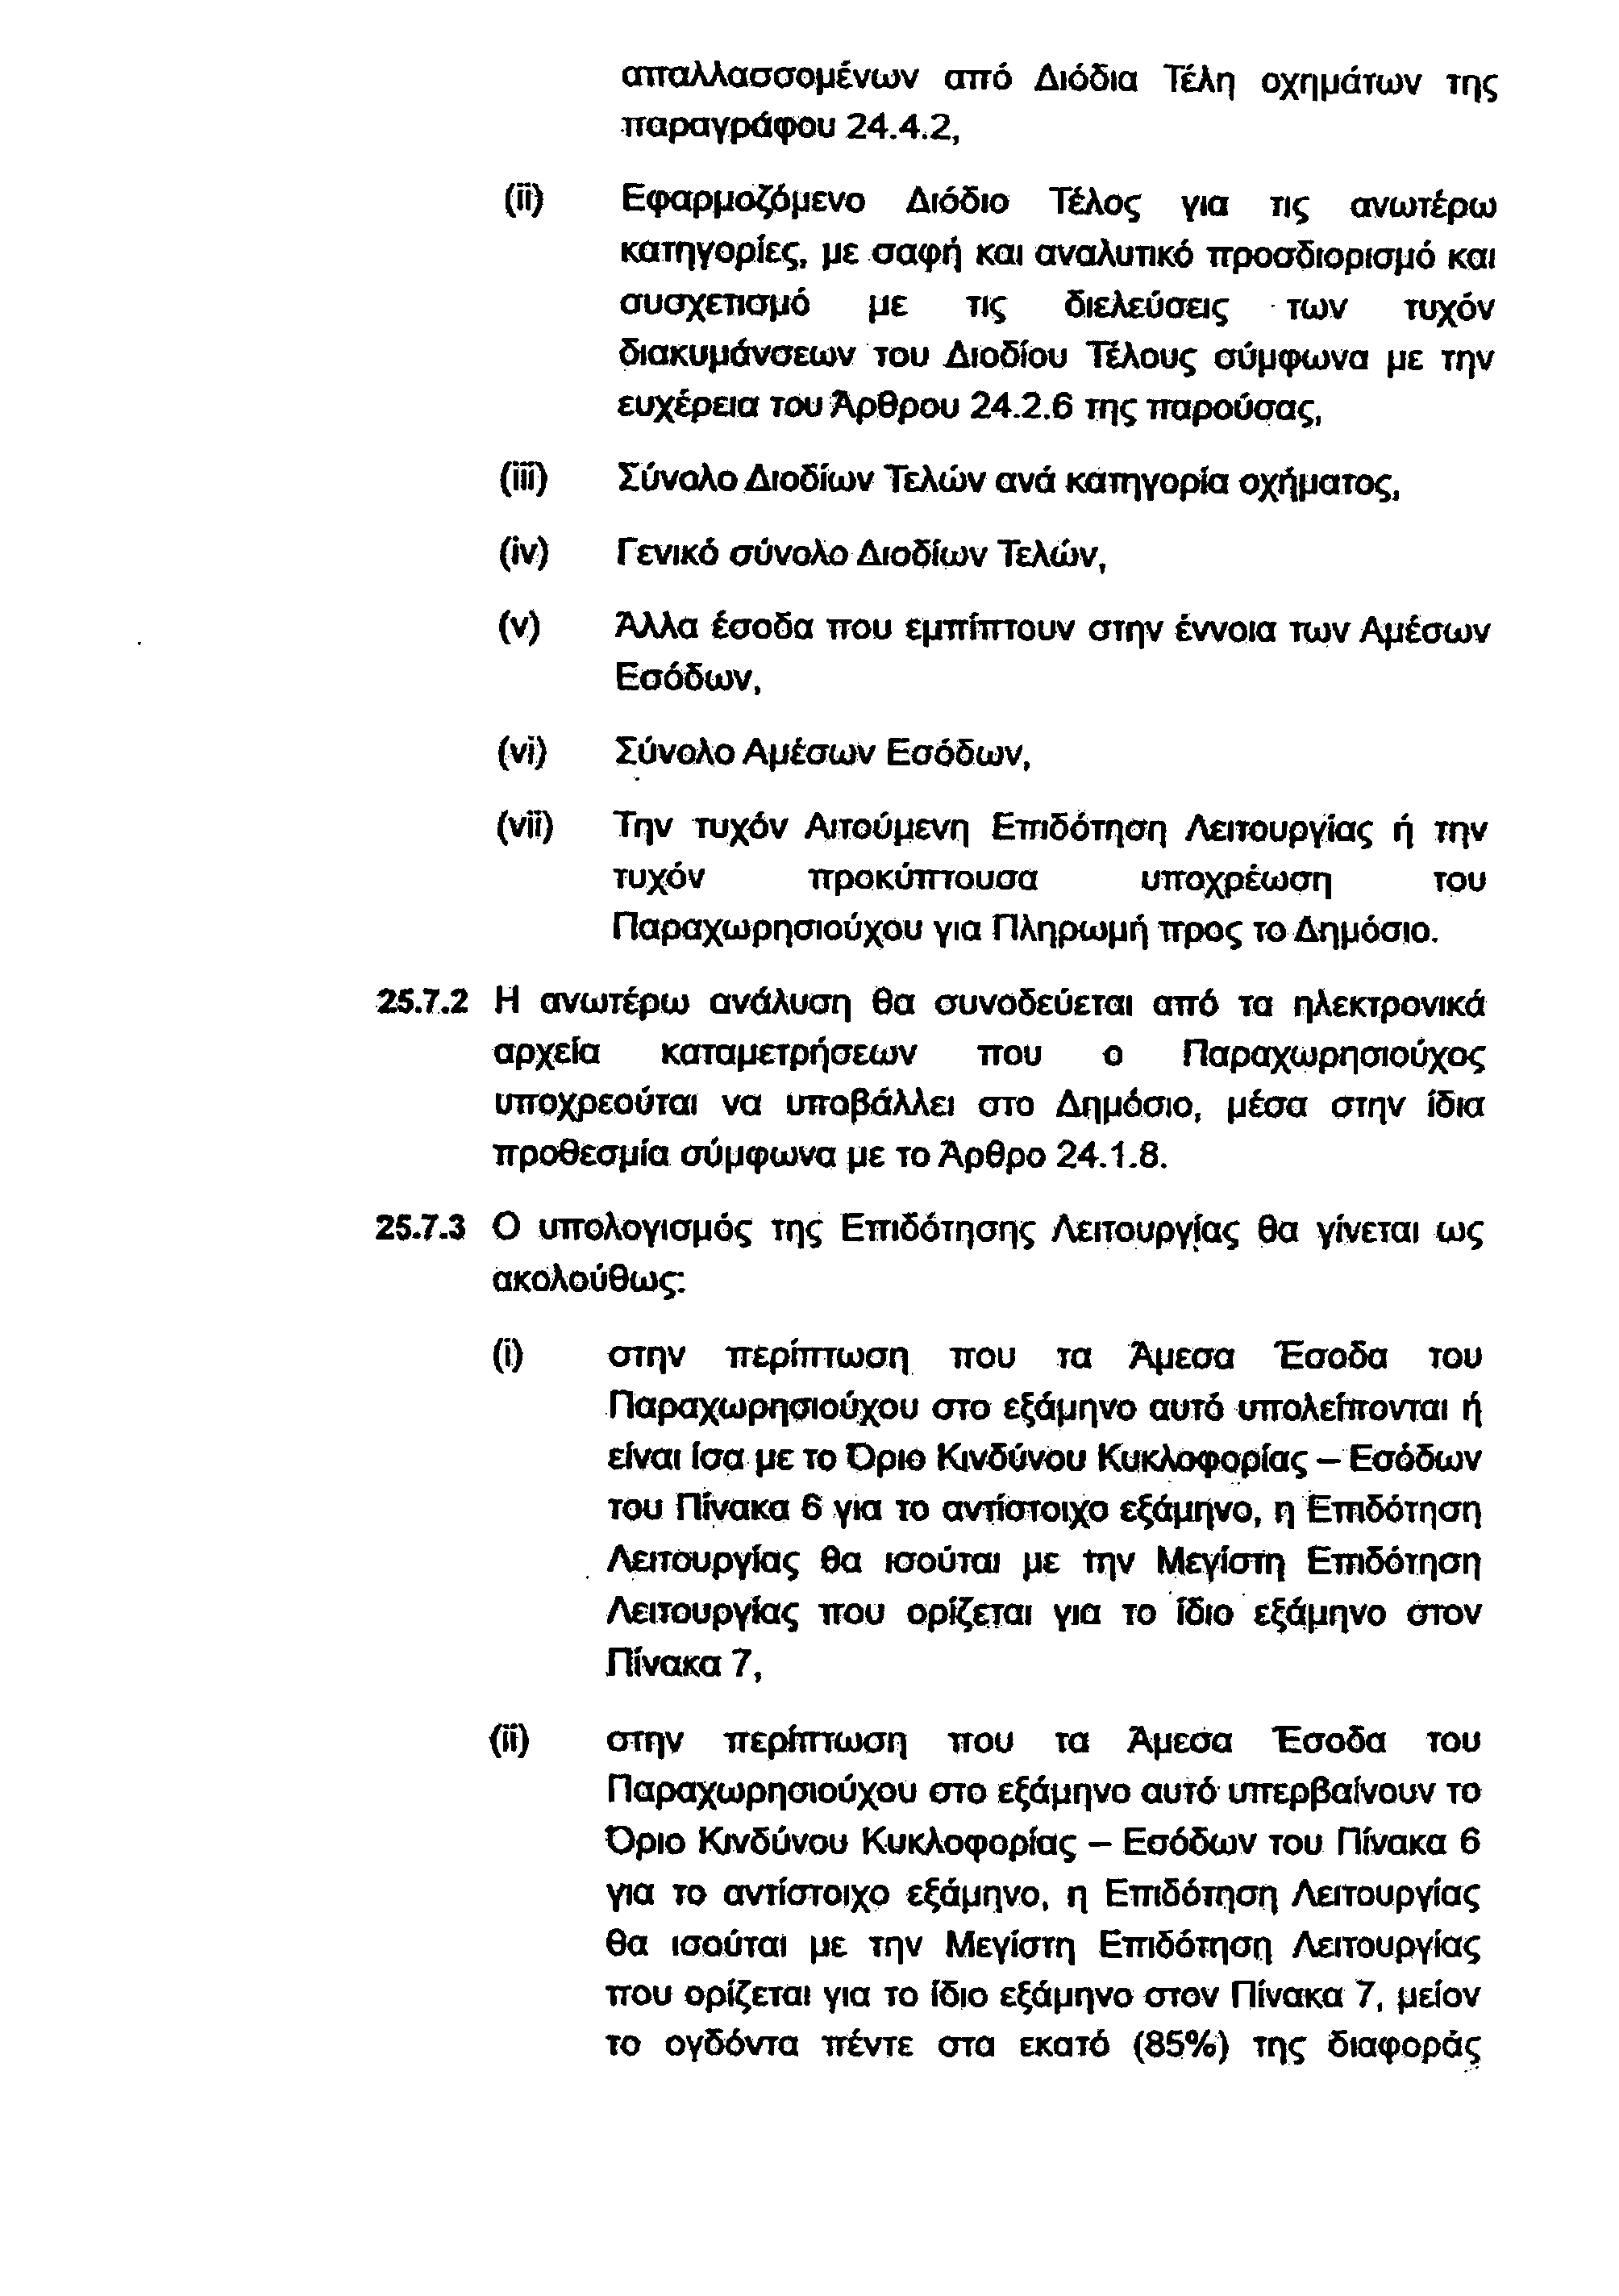 απαλλασσομένων από Διόδια Τέλη οχημάτων της
παραγράφου 24.4.2,
(ii) Εφαρμοζόμενο Διόδιο Τέλος για τις ανωτέρω
κατηγορίες, με σαφή και αναλυτικό προσδιορισμό και
συσχετισμό με τις διελεύσεις των τυχόν
διακυμάνσεων του Διοδίου Τέλους σύμφωνα με την
ευχέρεια του Άρθρου 24.2.6 της παρούσας,
(iii) Σύνολο Διοδίων Τελών ανά κατηγορία οχήματος,
(iv) Γενικό σύνολο Διοδίων Τελών,
(v) Άλλα έσοδα που εμπίπτουν στην έννοια των Αμέσων
Εσόδων,
(vi) Σύνολο Αμέσων Εσόδων,
(vii) Την τυχόν Αιτούμενη Επιδότηση Λειτουργίας ή την
τυχόν προκύπτουσα υποχρέωση του
Παραχωρησιούχου για Πληρωμή προς το Δημόσιο.
25.7.2 Η ανωτέρω ανάλυση θα συνοδεύεται από τα ηλεκτρονικά
αρχεία καταμετρήσεων που ο Παραχωρησιούχος
υποχρεούται να υποβάλλει στο Δημόσιο, μέσα στην ίδια
προθεσμία σύμφωνα με το Άρθρο 24.1.8.
25.7.3 Ο υπολογισμός της Επιδότησης Λειτουργίας θα γίνεται ως
ακολούθως:
(i) στην περίπτωση που τα Άμεσα Έσοδα του
Παραχωρησιούχου στο εξάμηνο αυτό υπολείπονται ή
είναι ίσα με το Όριο Κινδύνου Κυκλοφορίας – Εσόδων
του Πίνακα 6 για το αντίστοιχο εξάμηνο, η Επιδότηση
Λειτουργίας θα ισούται με την Μεγίστη Επιδότηση
Λειτουργίας που ορίζεται για το ίδιο εξάμηνο στον
Πίνακα 7,
(ii) στην περίπτωση που τα Άμεσα Έσοδα του
Παραχωρησιούχου στο εξάμηνο αυτό υπερβαίνουν το
Όριο Κινδύνου Κυκλοφορίας – Εσόδων του Πίνακα 6
για το αντίστοιχο εξάμηνο, η Επιδότηση Λειτουργίας
θα ισούται με την Μεγίστη Επιδότηση Λειτουργίας
που ορίζεται για το ίδιο εξάμηνο στον Πίνακα 7, μείον
το ογδόντα πέντε στα εκατό (85%) της διαφοράς